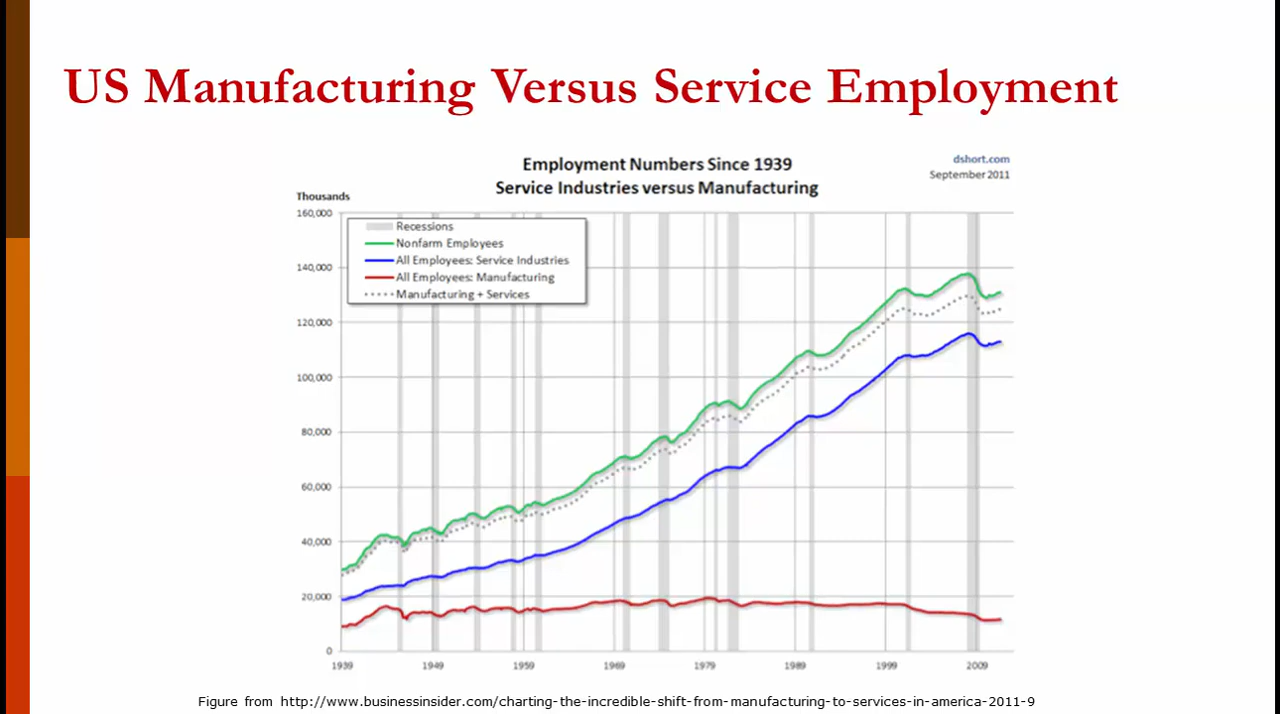 US Manufacturing Versus Service Employment
Employment Numbers Since 1939
Service Industries versus Manufacturing
dshort.com
September 2011
Thousands
160,000
140,000
120,000
100,000
80,000
60,000
40,000
20,000
0
Recessions
Nonfarm Employees
All Employees: Service Industries
All Employees: Manufacturing
Manufacturing + Services
1939 1949 1959 1969 1979 1989 1999 2009
Figure from http://www.businessinsider.com/charting-the-incredible-shift-from-manufacturing-to-services-in-america-2011-9